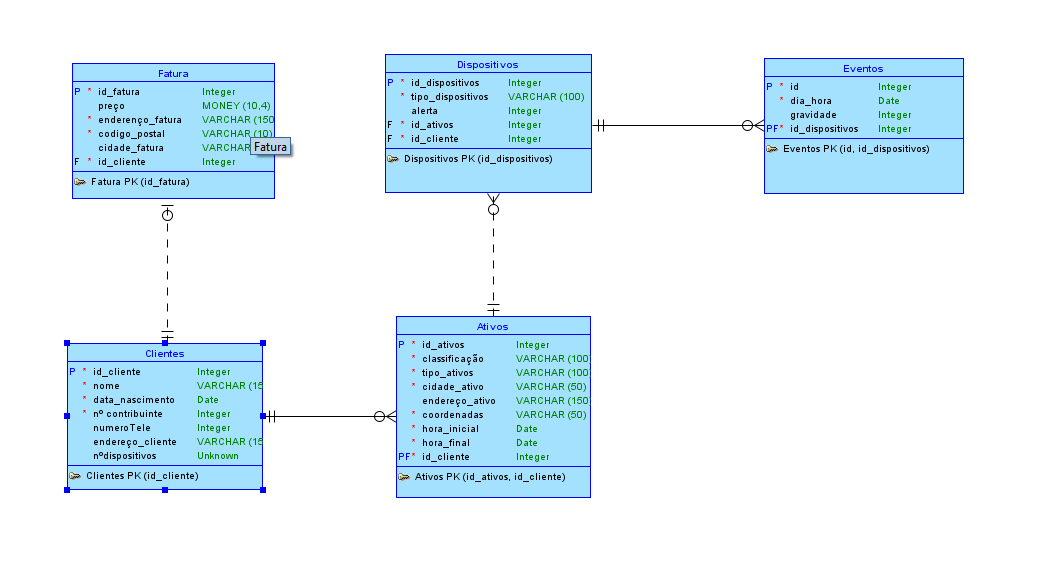 Fatura
P * id_fatura Integer
preço MONEY (10,4)
* enderenço_fatura VARCHAR (150
* codigo_postal VARCHAR (10)
cidade_fatura VARCHAR
F * id_cliente Integer
Fatura PK (id_fatura)
Fatura
Dispositivos
P * id_dispositivos Integer
* tipo_dispositivos VARCHAR (100)
alerta Integer
F * id_ativos Integer
F * id_cliente Integer
Dispositivos PK (id_dispositivos)
Eventos
P * id Integer
* dia_hora Date
gravidade Integer
PF* id_dispositivos Integer
Eventos PK (id, id_dispositivos)
Clientes
P * id_cliente Integer
* nome VARCHAR (15
* data_nascimento Date
* nº contribuinte Integer
numeroTele Integer
endereço_cliente VARCHAR (15
nºdispositivos Unknown
Clientes PK (id_cliente)
Ativos
P * id_ativos Integer
* classificação VARCHAR (100)
* tipo_ativos VARCHAR (100)
* cidade_ativo VARCHAR (50)
endereço_ativo VARCHAR (150)
* coordenadas VARCHAR (50)
* hora_inicial Date
* hora_final Date
PF* id_cliente Integer
Ativos PK (id_ativos, id_cliente)